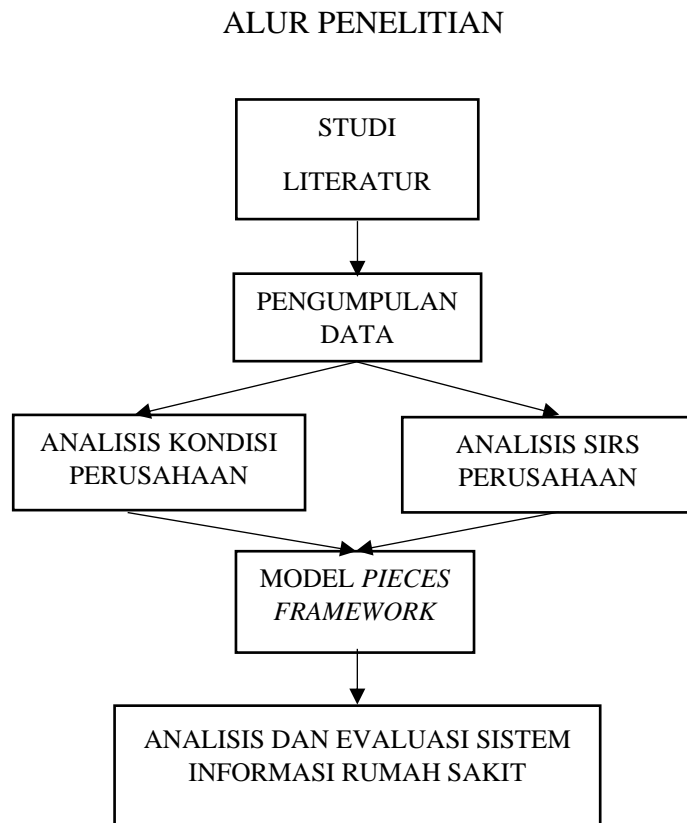 ALUR PENELITIAN
STUDI
LITERATUR
PENGUMPULAN
DATA
ANALISIS KONDISI
PERUSAHAAN
ANALISIS SIRS
PERUSAHAAN
MODEL PIECES
FRAMEWORK
ANALISIS DAN EVALUASI SISTEM
INFORMASI RUMAH SAKIT